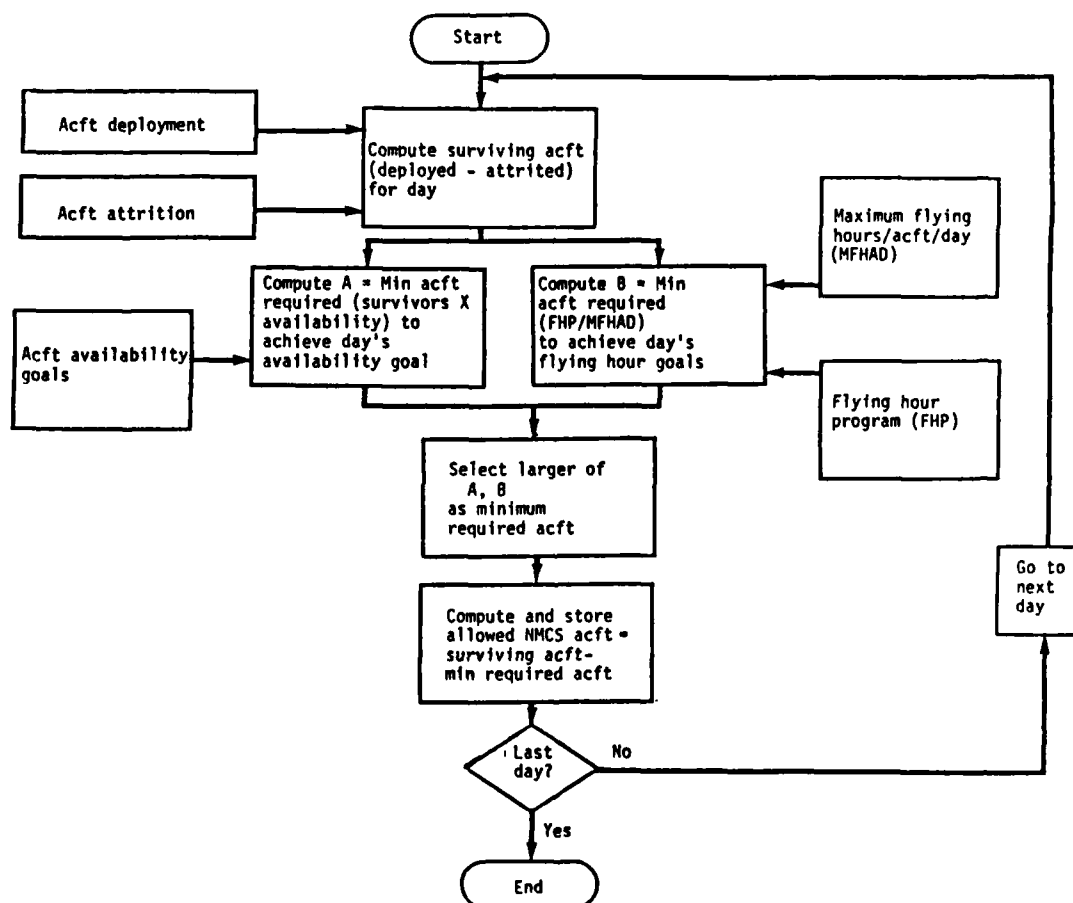 Start
Acft deployment
Acft attrition
Compute surviving acft
(deployed - attrited)
for day
Maximum flying
hours/acft/day
(MFHAD)
Compute A = Min acft
required (survivors X
availability) to
achieve day's
availability goal
Compute B = Min
acft required
(FHP/MFHAD)
to achieve day's
flying hour goals
Acft availability
goals
Flying hour
program (FHP)
Select larger of
A, B
as minimum
required acft
Go to
next
day
Compute and store
allowed NMCS acft =
surviving acft-
min required acft
Last
day?
No
Yes
End